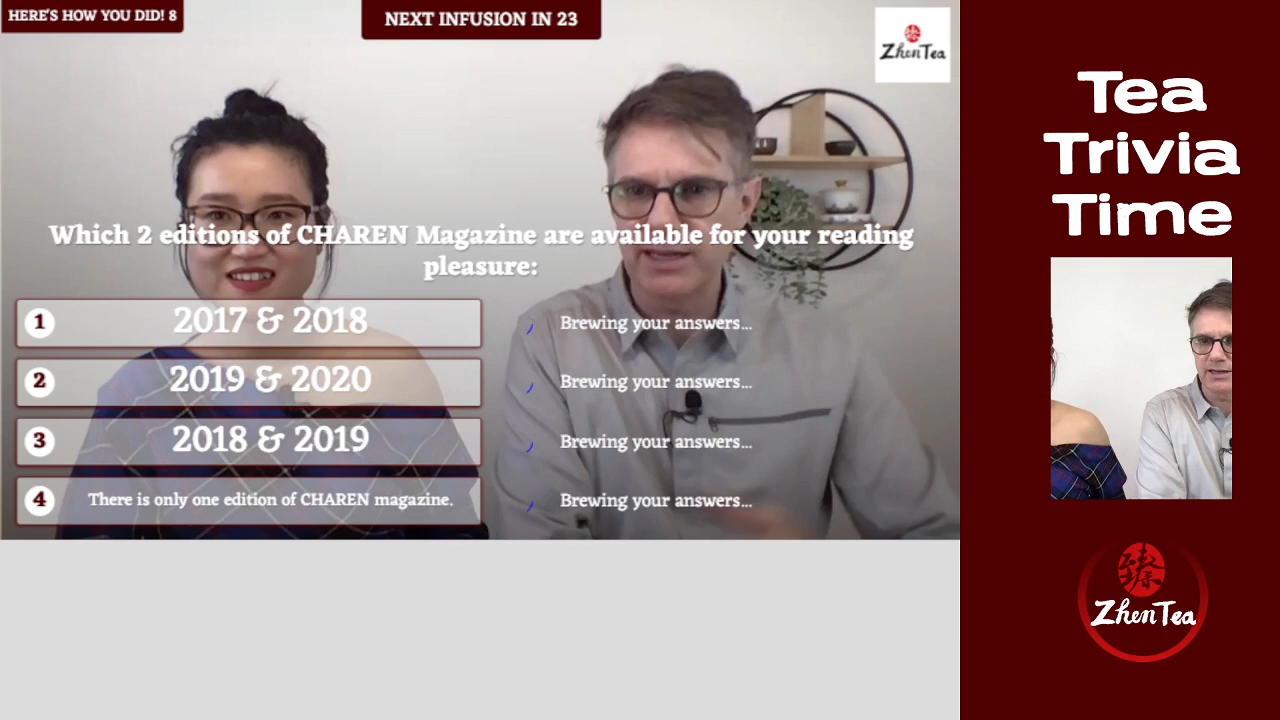 HERE'S HOW YOU DID! 8
NEXT INFUSION IN 23
ZhenTea
Which 2 editions of CHAREN Magazine are available for your reading
pleasure:
1 2017 & 2018 Brewing your answers...
2 2019 & 2020 Brewing your answers...
3 2018 & 2019 Brewing your answers...
4 There is only one edition of CHAREN magazine. Brewing your answers...
Tea
Trivia
Time
臻
ZhenTea